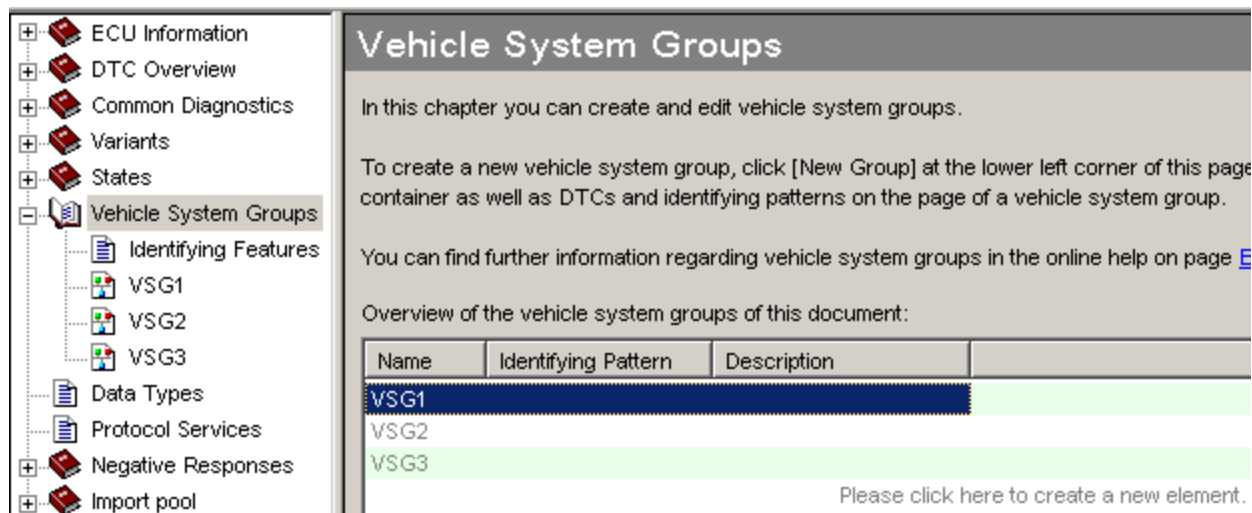 ECU Information
DTC Overview
Common Diagnostics
Variants
States
Vehicle System Groups
Identifying Features
VSG1
VSG2
VSG3
Data Types
Protocol Services
Negative Responses
Import pool
Vehicle System Groups
In this chapter you can create and edit vehicle system groups.
To create a new vehicle system group, click [New Group] at the lower left corner of this page
container as well as DTCs and identifying patterns on the page of a vehicle system group.
You can find further information regarding vehicle system groups in the online help on page E
Overview of the vehicle system groups of this document:
Name Identifying Pattern Description
VSG1
VSG2
VSG3
Please click here to create a new element.